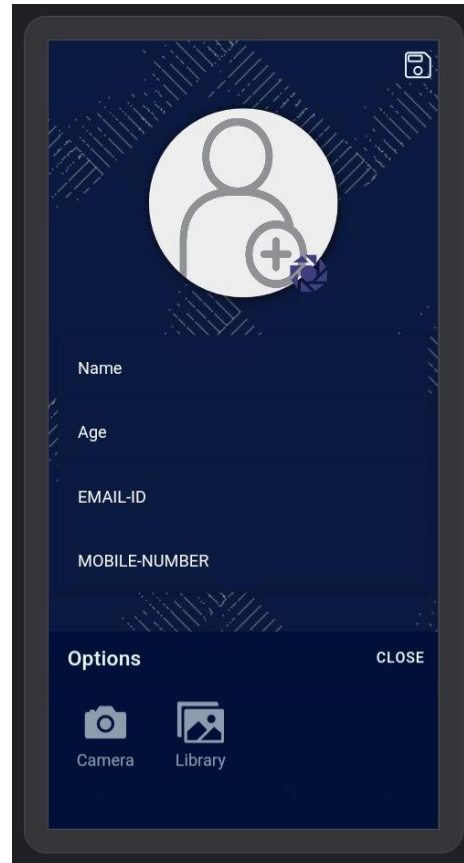 Name
Age
EMAIL-ID
MOBILE-NUMBER
Options CLOSE
Camera Library